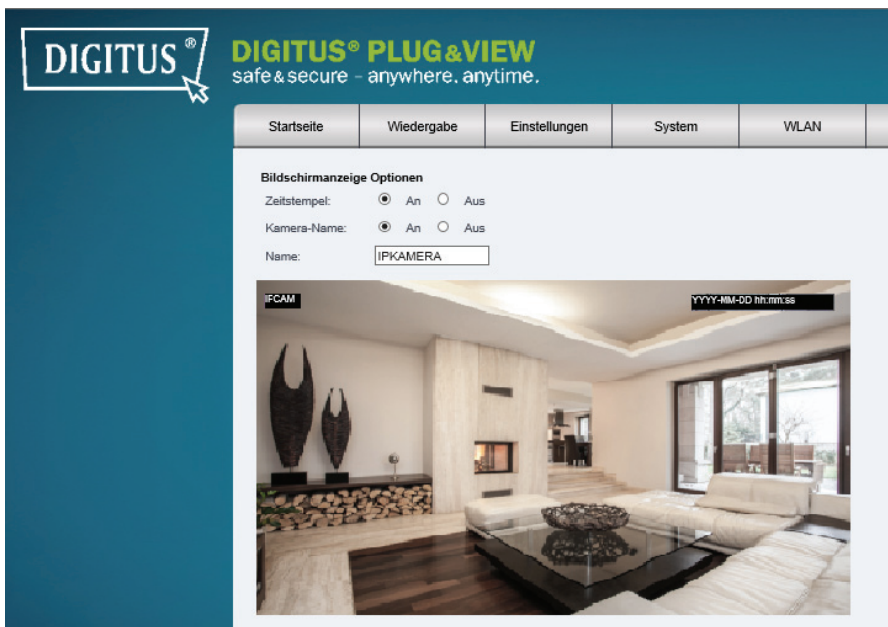 DIGITUS®
DIGITUS® PLUG&VIEW
safe & secure – anywhere. anytime.
Startseite Wiedergabe Einstellungen System WLAN
Bildschirmanzeige Optionen
Zeitstempel: An Aus
Kamera-Name: An Aus
Name: IPKAMERA
IFCAM YYYY-MM-DD hh:mm:ss